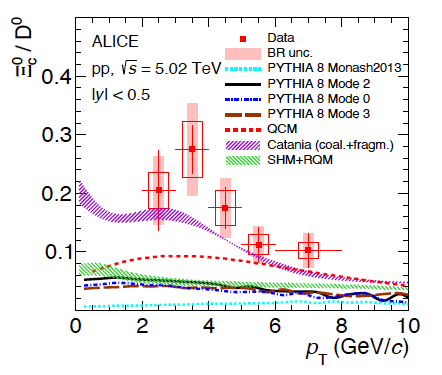 Ξ⁰c / D⁰
0.4
0.3
0.2
0.1
ALICE
pp, √s = 5.02 TeV
|y| < 0.5
Data
BR unc.
PYTHIA 8 Monash2013
PYTHIA 8 Mode 2
PYTHIA 8 Mode 0
PYTHIA 8 Mode 3
QCM
Catania (coal.+fragm.)
SHM+RQM
0 2 4 6 8 10
pT (GeV/c)